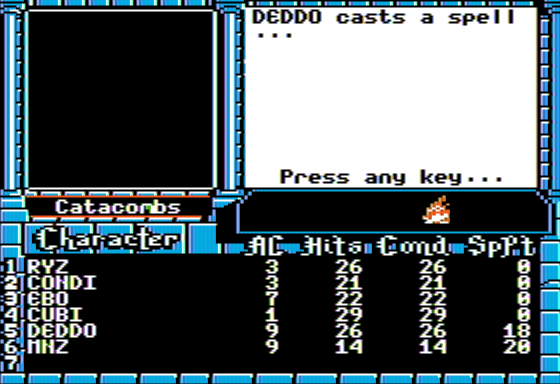 DEDDO casts a spell
...
Press any key...
Catacombs
Character AC Hits Cond SpPt
1 RYZ 3 26 26 0
2 CONDI 3 21 21 0
3 EBO 7 22 22 0
4 CUBI 1 29 29 0
5 DEDDO 9 26 26 18
6 MNZ 9 14 14 20
7